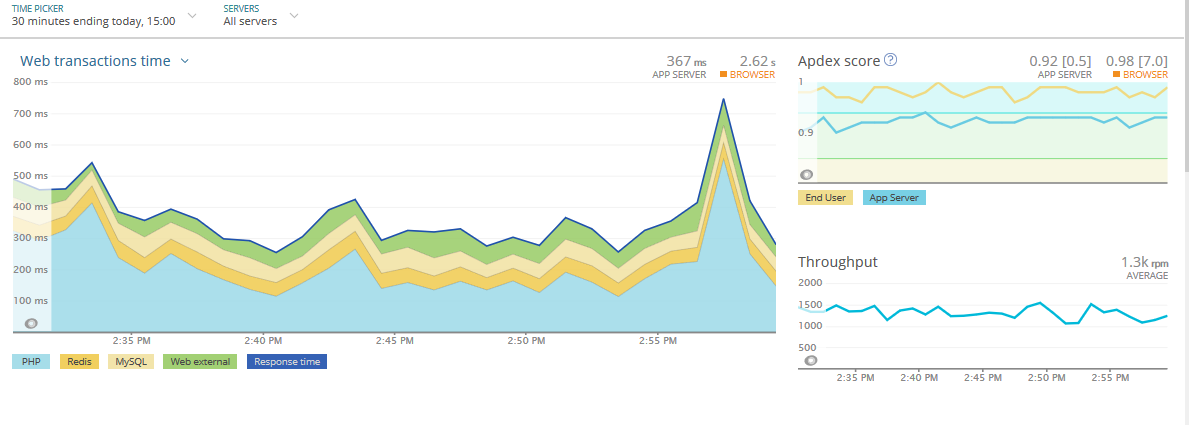 TIME PICKER
30 minutes ending today, 15:00
SERVERS
All servers
Web transactions time
367 ms
APP SERVER
2.62 s
BROWSER
800 ms
700 ms
600 ms
500 ms
400 ms
300 ms
200 ms
100 ms
2:35 PM
2:40 PM
2:45 PM
2:50 PM
2:55 PM
PHP
Redis
MySQL
Web external
Response time
Apdex score ?
0.92 [0.5]
APP SERVER
0.98 [7.0]
BROWSER
1
0.9
End User
App Server
Throughput
1.3k rpm
AVERAGE
2000
1500
1000
500
2:35 PM
2:40 PM
2:45 PM
2:50 PM
2:55 PM